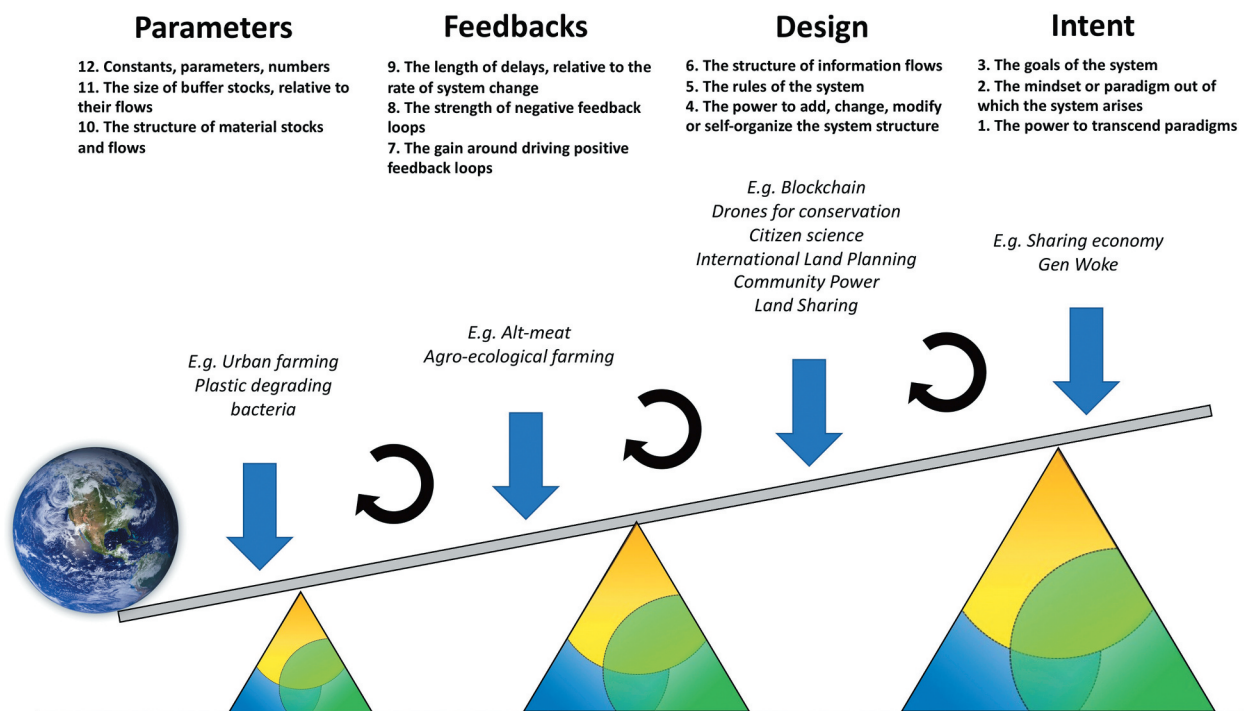 Parameters
12. Constants, parameters, numbers
11. The size of buffer stocks, relative to
their flows
10. The structure of material stocks
and flows
Feedbacks
9. The length of delays, relative to the
rate of system change
8. The strength of negative feedback
loops
7. The gain around driving positive
feedback loops
Design
6. The structure of information flows
5. The rules of the system
4. The power to add, change, modify
or self-organize the system structure
Intent
3. The goals of the system
2. The mindset or paradigm out of
which the system arises
1. The power to transcend paradigms
E.g. Urban farming
Plastic degrading
bacteria
E.g. Alt-meat
Agro-ecological farming
E.g. Blockchain
Drones for conservation
Citizen science
International Land Planning
Community Power
Land Sharing
E.g. Sharing economy
Gen Woke